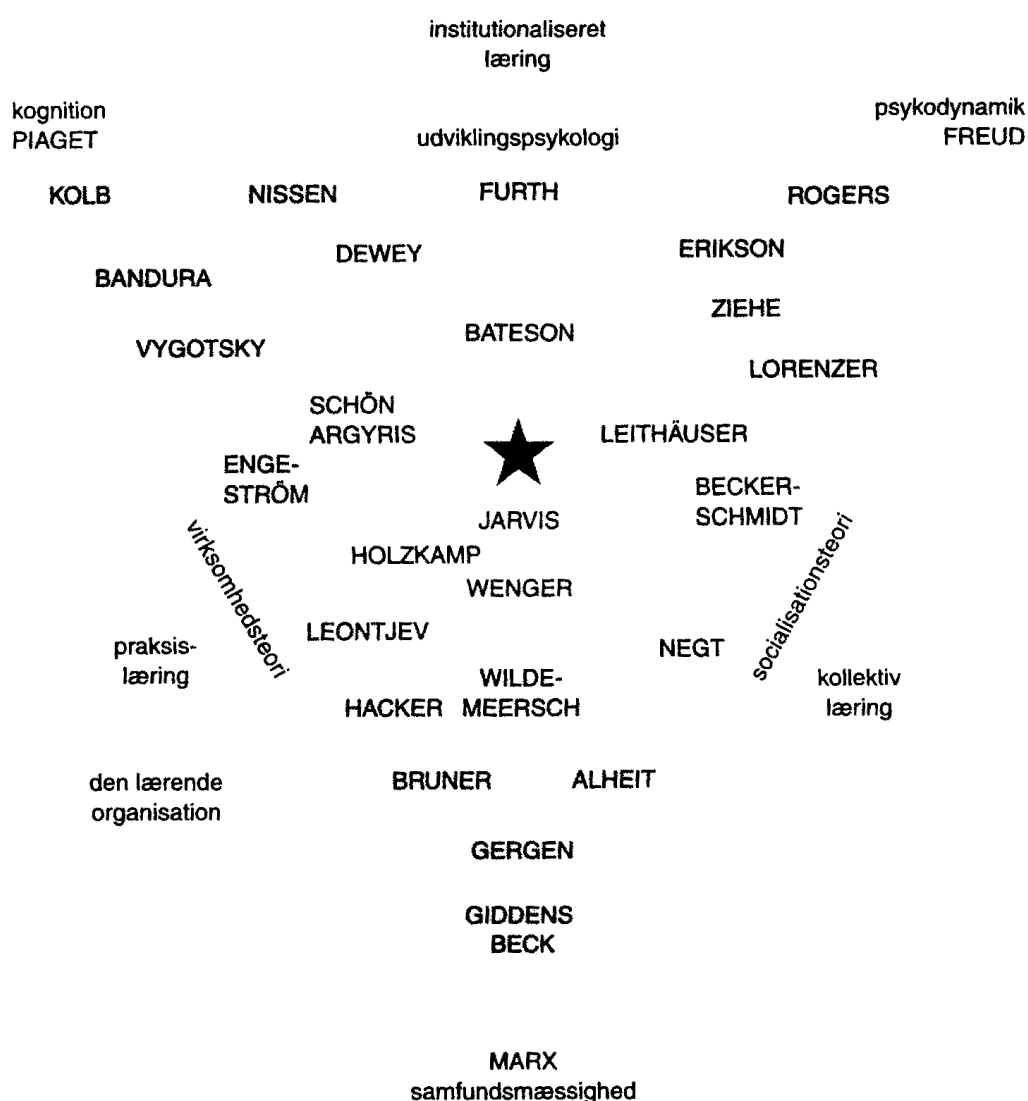 institutionaliseret
læring
kognition
PIAGET
udviklingspsykologi
psykodynamik
FREUD
KOLB
NISSEN
FURTH
ROGERS
DEWEY
ERIKSON
BANDURA
ZIEHE
BATESON
VYGOTSKY
LORENZER
SCHÖN
ARGYRIS
LEITHÄUSER
ENGE-
STRÖM
BECKER-
SCHMIDT
JARVIS
virksomhedsteori
HOLZKAMP
socialisationsteori
WENGER
LEONTJEV
praksis-
læring
NEGT
WILDE-
MEERSCH
HACKER
kollektiv
læring
den lærende
organisation
BRUNER
ALHEIT
GERGEN
GIDDENS
BECK
MARX
samfundsmæssighed